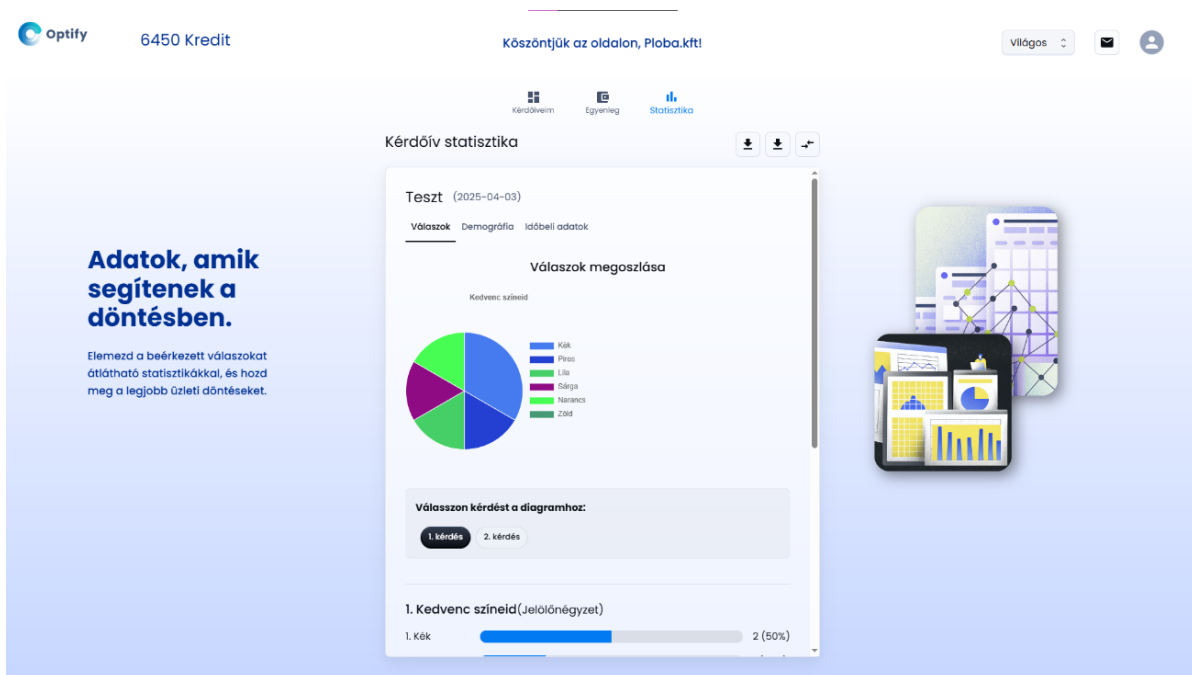 Optify
6450 Kredit
Köszöntjük az oldalon, Ploba.kft!
Világos
Kérdőíveim
Egyenleg
Statisztika
Kérdőív statisztika
Teszt (2025-04-03)
Válaszok Demográfia Időbeli adatok
Válaszok megoszlása
Kedvenc színeid
Kék
Piros
Lila
Sárga
Narancs
Zöld
Adatok, amik
segítenek a
döntésben.
Elemezd a beérkezett válaszokat
átlátható statisztikákkal, és hozd
meg a legjobb üzleti döntéseket.
Válasszon kérdést a diagramhoz:
1. kérdés
2. kérdés
1. Kedvenc színeid(Jelölőnégyzet)
1. Kék 2 (50%)